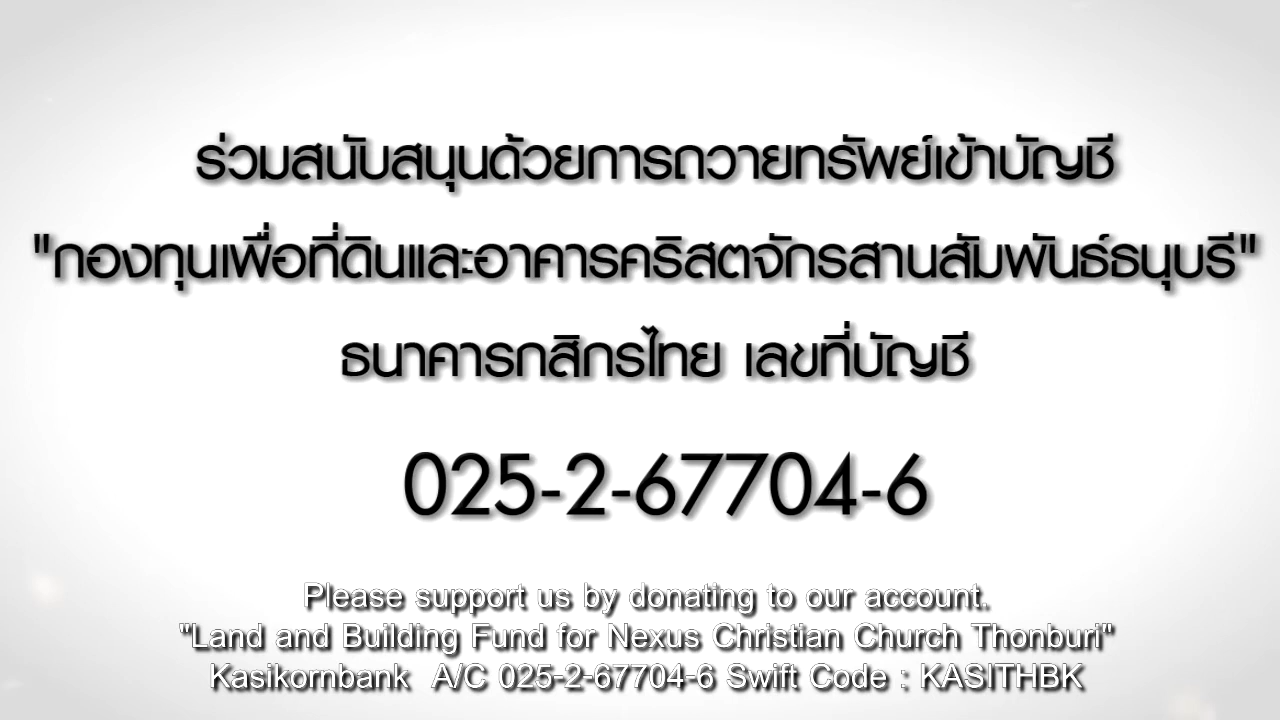 ร่วมสนับสนุนด้วยการถวายทรัพย์เข้าบัญชี
"กองทุนเพื่อที่ดินและอาคารคริสตจักรสานสัมพันธ์ธนบุรี"
ธนาคารกสิกรไทย เลขที่บัญชี
025-2-67704-6
Please support us by donating to our account.
"Land and Building Fund for Nexus Christian Church Thonburi"
Kasikornbank A/C 025-2-67704-6 Swift Code : KASITHBK